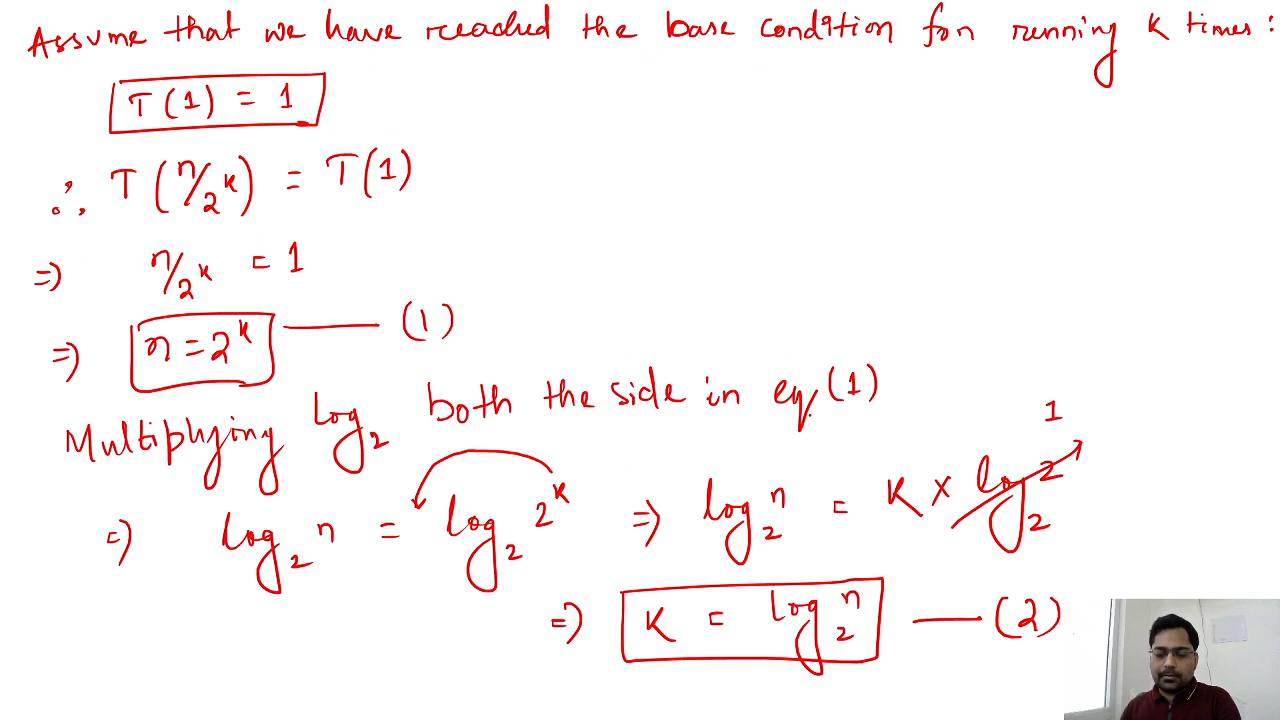 Assume that we have reached the base condition for running K times :
T(1) = 1
∴ T(n/2^k) = T(1)
⇒ n/2^k = 1
⇒ n = 2^k —— (1)
Multiplying log₂ both the side in eq. (1)
⇒ log₂ n = log₂ 2^k ⇒ log₂ n = K × log₂ 2 1
⇒ K = log₂ n —— (2)